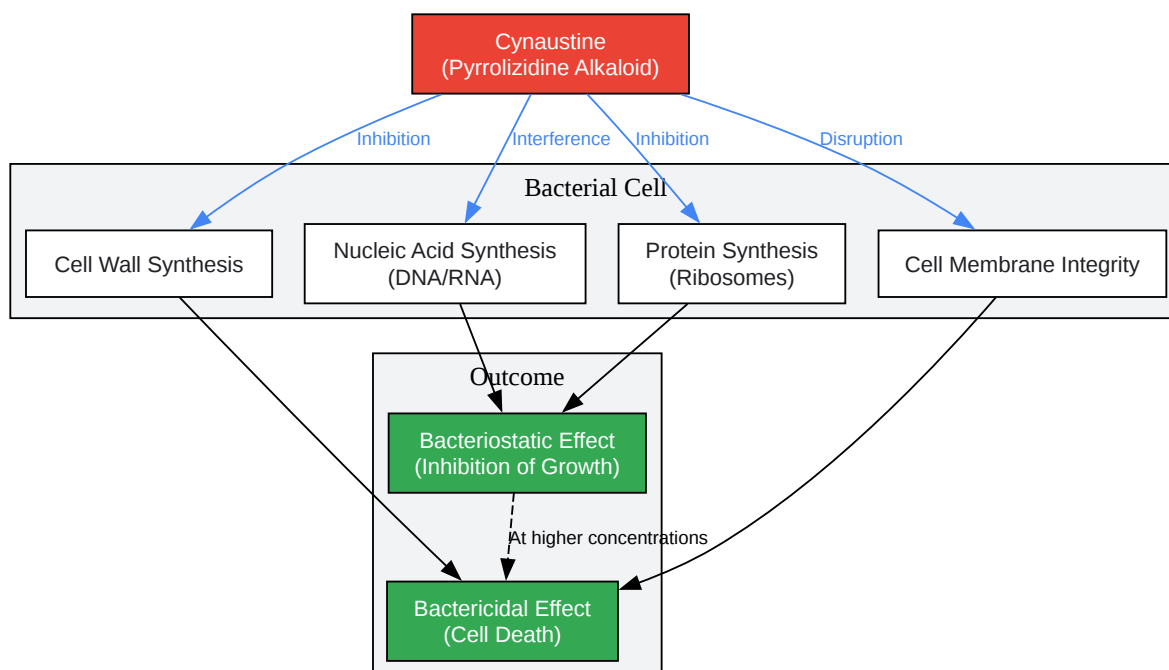 Cynaustine
(Pyrrolizidine Alkaloid)
Inhibition
Interference
Inhibition
Disruption
Bacterial Cell
Cell Wall Synthesis
Nucleic Acid Synthesis
(DNA/RNA)
Protein Synthesis
(Ribosomes)
Cell Membrane Integrity
Outcome
Bacteriostatic Effect
(Inhibition of Growth)
At higher concentrations
Bactericidal Effect
(Cell Death)